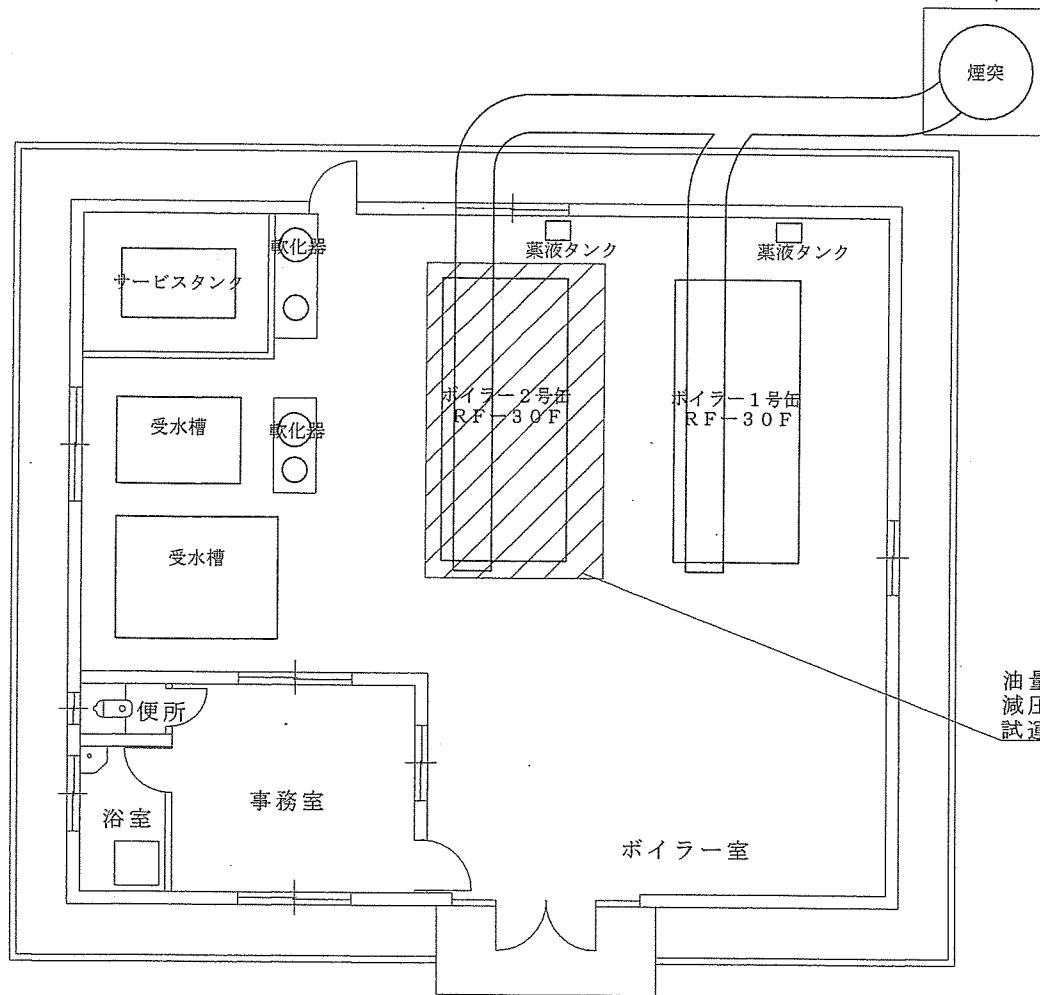 煙突
軟化器
薬液タンク
薬液タンク
サービスタンク
ボイラー2号缶
RF-30F
ボイラー1号缶
RF-30F
受水槽
軟化器
受水槽
油量
減圧
試運
便所
事務室
浴室
ボイラー室